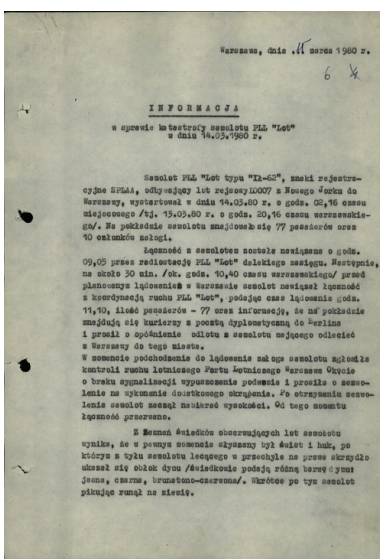 Warszawa, dnia .15 marca 1980 r.
6
INFORMACJA
w sprawie katastrofy samolotu PLL "Lot"
w dniu 14.03.1980 r.
Samolot PLL "Lot typu "Ił-62", znaki rejestra-
cyjne SPLAA, odbywający lot rejsowy LO007 z Nowego Jorku do
Warszawy, wystartował w dniu 14.03.80 r. o godz. 02,16 czasu
miejscowego /tj. 13.03.80 r. o godz. 20,16 czasu warszawskie-
go/. Na pokładzie samolotu znajdował się 77 pasażerów oraz
10 członków załogi.
Łączność z samolotem została nawiązana o godz.
09,05 przez radiostację PLL "Lot" dalekiego zasięgu. Następnie,
na około 30 min. /ok. godz. 10,40 czasu warszawskiego/ przed
planowanym lądowaniem w Warszawie samolot nawiązał łączność
z koordynacją ruchu PLL "Lot", podając czas lądowania godz.
11,10, ilość pasażerów - 77 oraz informację, że na pokładzie
znajdują się kurierzy z pocztą dyplomatyczną do Berlina
i prosił o opóźnienie odlotu z samolotu mającego odlecieć
z Warszawy do tego miasta.
W momencie podchodzenia do lądowania załoga samolotu zgłosiła
kontroli ruchu lotniczego Portu Lotniczego Warszawa Okęcie
o braku sygnalizacji wypuszczenia podwozia i prosiła o zezwo-
lenie na wykonanie dodatkowego okrążenia. Po otrzymaniu zezwo-
lenia samolot zaczął nabierać wysokości. Od tego momentu
łączność przerwano.
Z zeznań świadków obserwujących lot samolotu
wynika, że w pewnym momencie słyszany był świst i huk, po
którym z tyłu samolotu lecącego w przechyle na prawe skrzydło
ukazał się obłok dymu /świadkowie podają różną barwę dymu:
jasna, czarna, brunatno-czerwona/. Wkrótce po tym samolot
pikując runął na ziemię.